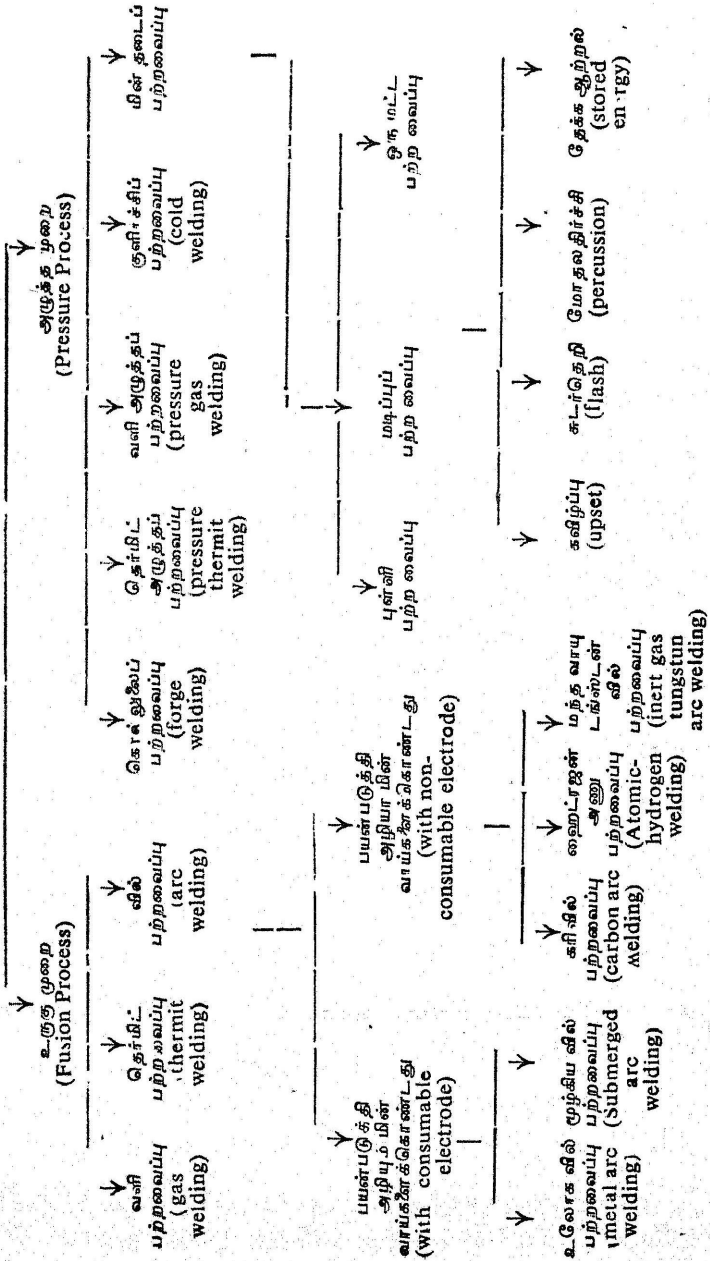 உருகு முறை
(Fusion Process)
அழுத்த முறை
(Pressure Process)
வளி
பற்றவைப்பு
(gas
welding)
தெர்மிட்
பற்றவைப்பு
(thermit
welding)
வில்
பற்றவைப்பு
(arc
welding)
கொல்லுலைப்
பற்றவைப்பு
(forge
welding)
தெர்மிட்
அழுத்தப்
பற்றவைப்பு
(pressure
thermit
welding)
வளி அழுத்தப்
பற்றவைப்பு
(pressure
gas
welding)
குளிர்ச்சிப்
பற்றவைப்பு
(cold
welding)
மின் தடைப்
பற்றவைப்பு
பயன்படுத்தி
அழியும் மின்
வாய்களைக்கொண்டது
(with consumable
electrode)
பயன்படுத்தி
அழியா மின்
வாய்களைக்கொண்டது
(with non-
consumable electrode)
புள்ளி
பற்ற வைப்பு
மடிப்புப்
பற்ற வைப்பு
ஒரு மட்ட
பற்ற வைப்பு
உலோக வில்
பற்றவைப்பு
(metal arc
welding)
மூழ்கிய வில்
பற்றவைப்பு
(Submerged
arc
welding)
கரிவில்
பற்றவைப்பு
(carbon arc
welding)
ஹைட்ரஜன்
அணு
பற்றவைப்பு
(Atomic-
hydrogen
welding)
மந்த வாயு
டங்ஸ்டன்
வில்
பற்றவைப்பு
(inert gas
tungstun
arc welding)
கவிழ்ப்பு
(upset)
சுடர்தெறி
(flash)
மோதலதிர்ச்சி
(percussion)
தேக்க ஆற்றல்
(stored
en rgy)